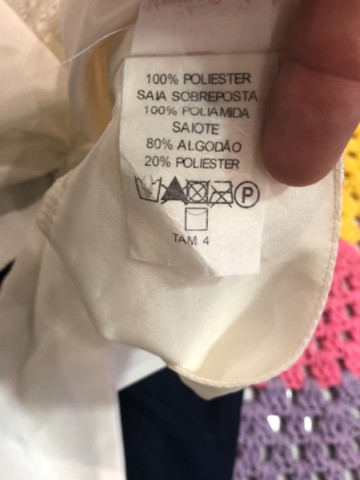 100% POLIESTER
SAIA SOBREPOSTA
100% POLIAMIDA
SAIOTE
80% ALGODÃO
20% POLIESTER
P
TAM. 4